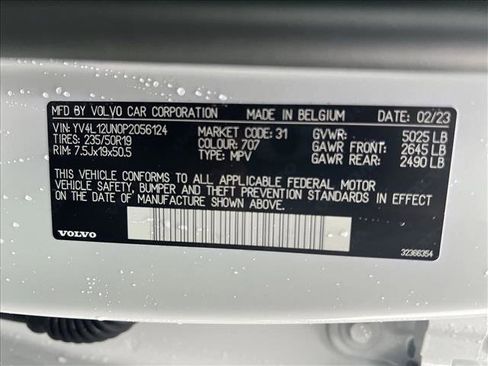 MFD BY VOLVO CAR CORPORATION MADE IN BELGIUM DATE: 02/23
VIN: YV4L12UN0P2056124 MARKET CODE: 31 GVWR: 5025 LB
TIRES: 235/50R19 COLOUR: 707 GAWR FRONT: 2645 LB
RIM: 7.5Jx19x50.5 TYPE: MPV GAWR REAR: 2490 LB
THIS VEHICLE CONFORMS TO ALL APPLICABLE FEDERAL MOTOR
VEHICLE SAFETY, BUMPER AND THEFT PREVENTION STANDARDS IN EFFECT
ON THE DATE OF MANUFACTURE SHOWN ABOVE.
VOLVO 32366354